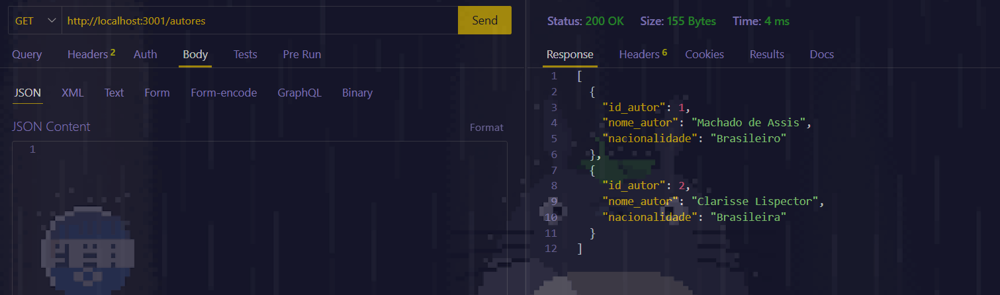 GET http://localhost:3001/autores Send
Query Headers 2 Auth Body Tests Pre Run
JSON XML Text Form Form-encode GraphQL Binary
JSON Content Format
1
Status: 200 OK Size: 155 Bytes Time: 4 ms
Response Headers 6 Cookies Results Docs
1 [
2 {
3 "id_autor": 1,
4 "nome_autor": "Machado de Assis",
5 "nacionalidade": "Brasileiro"
6 },
7 {
8 "id_autor": 2,
9 "nome_autor": "Clarisse Lispector",
10 "nacionalidade": "Brasileira"
11 }
12 ]